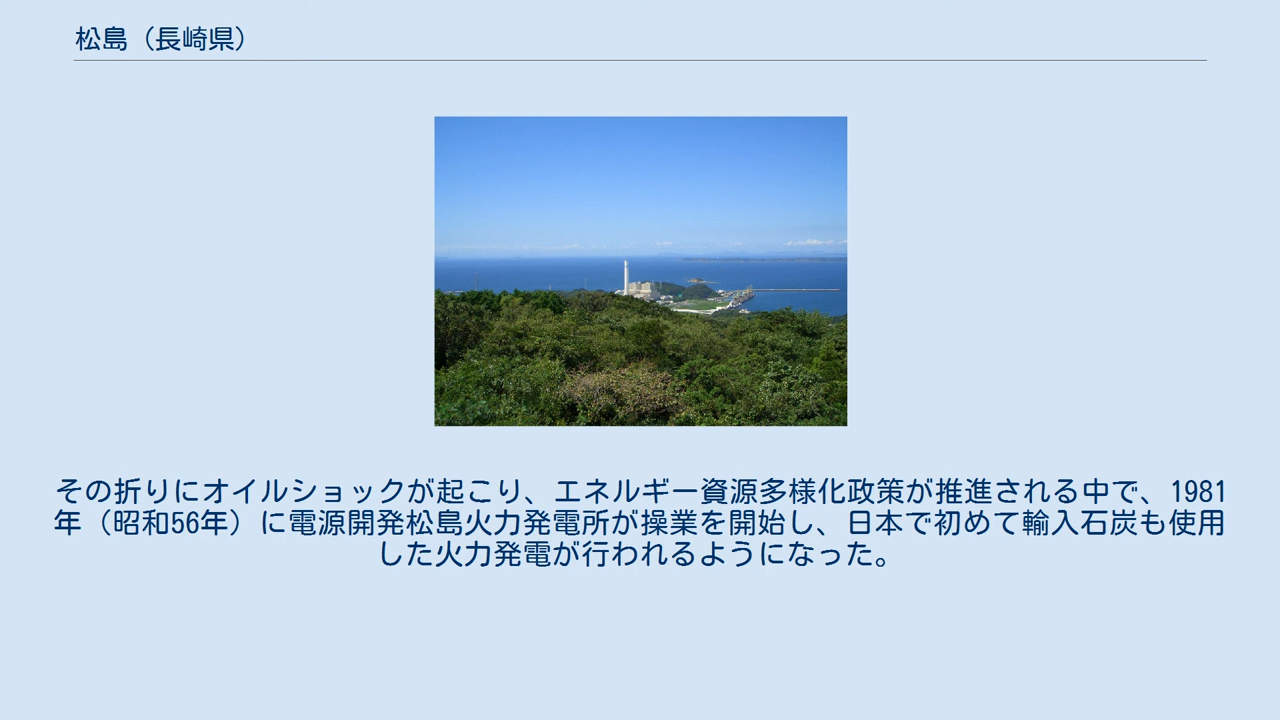 松島（長崎県）
その折りにオイルショックが起こり、エネルギー資源多様化政策が推進される中で、1981
年（昭和56年）に電源開発松島火力発電所が操業を開始し、日本で初めて輸入石炭も使用
した火力発電が行われるようになった。